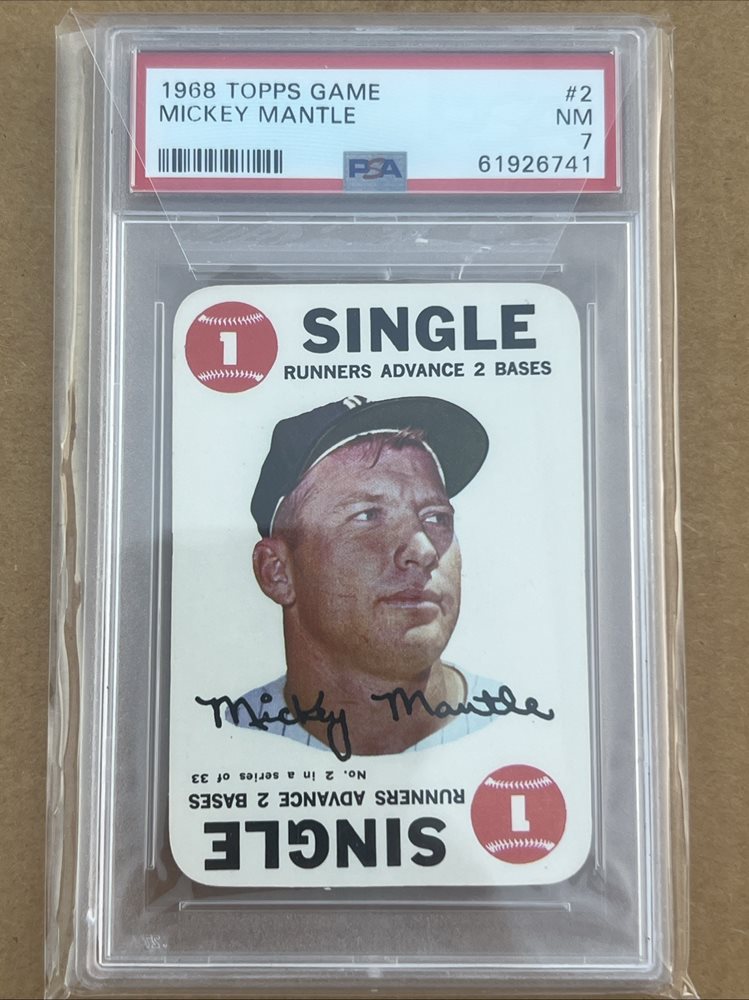 1968 TOPPS GAME #2
MICKEY MANTLE NM
7
PSA 61926741
1 SINGLE
RUNNERS ADVANCE 2 BASES
Mickey Mantle
No. 2 in a series of 33
RUNNERS ADVANCE 2 BASES
SINGLE 1